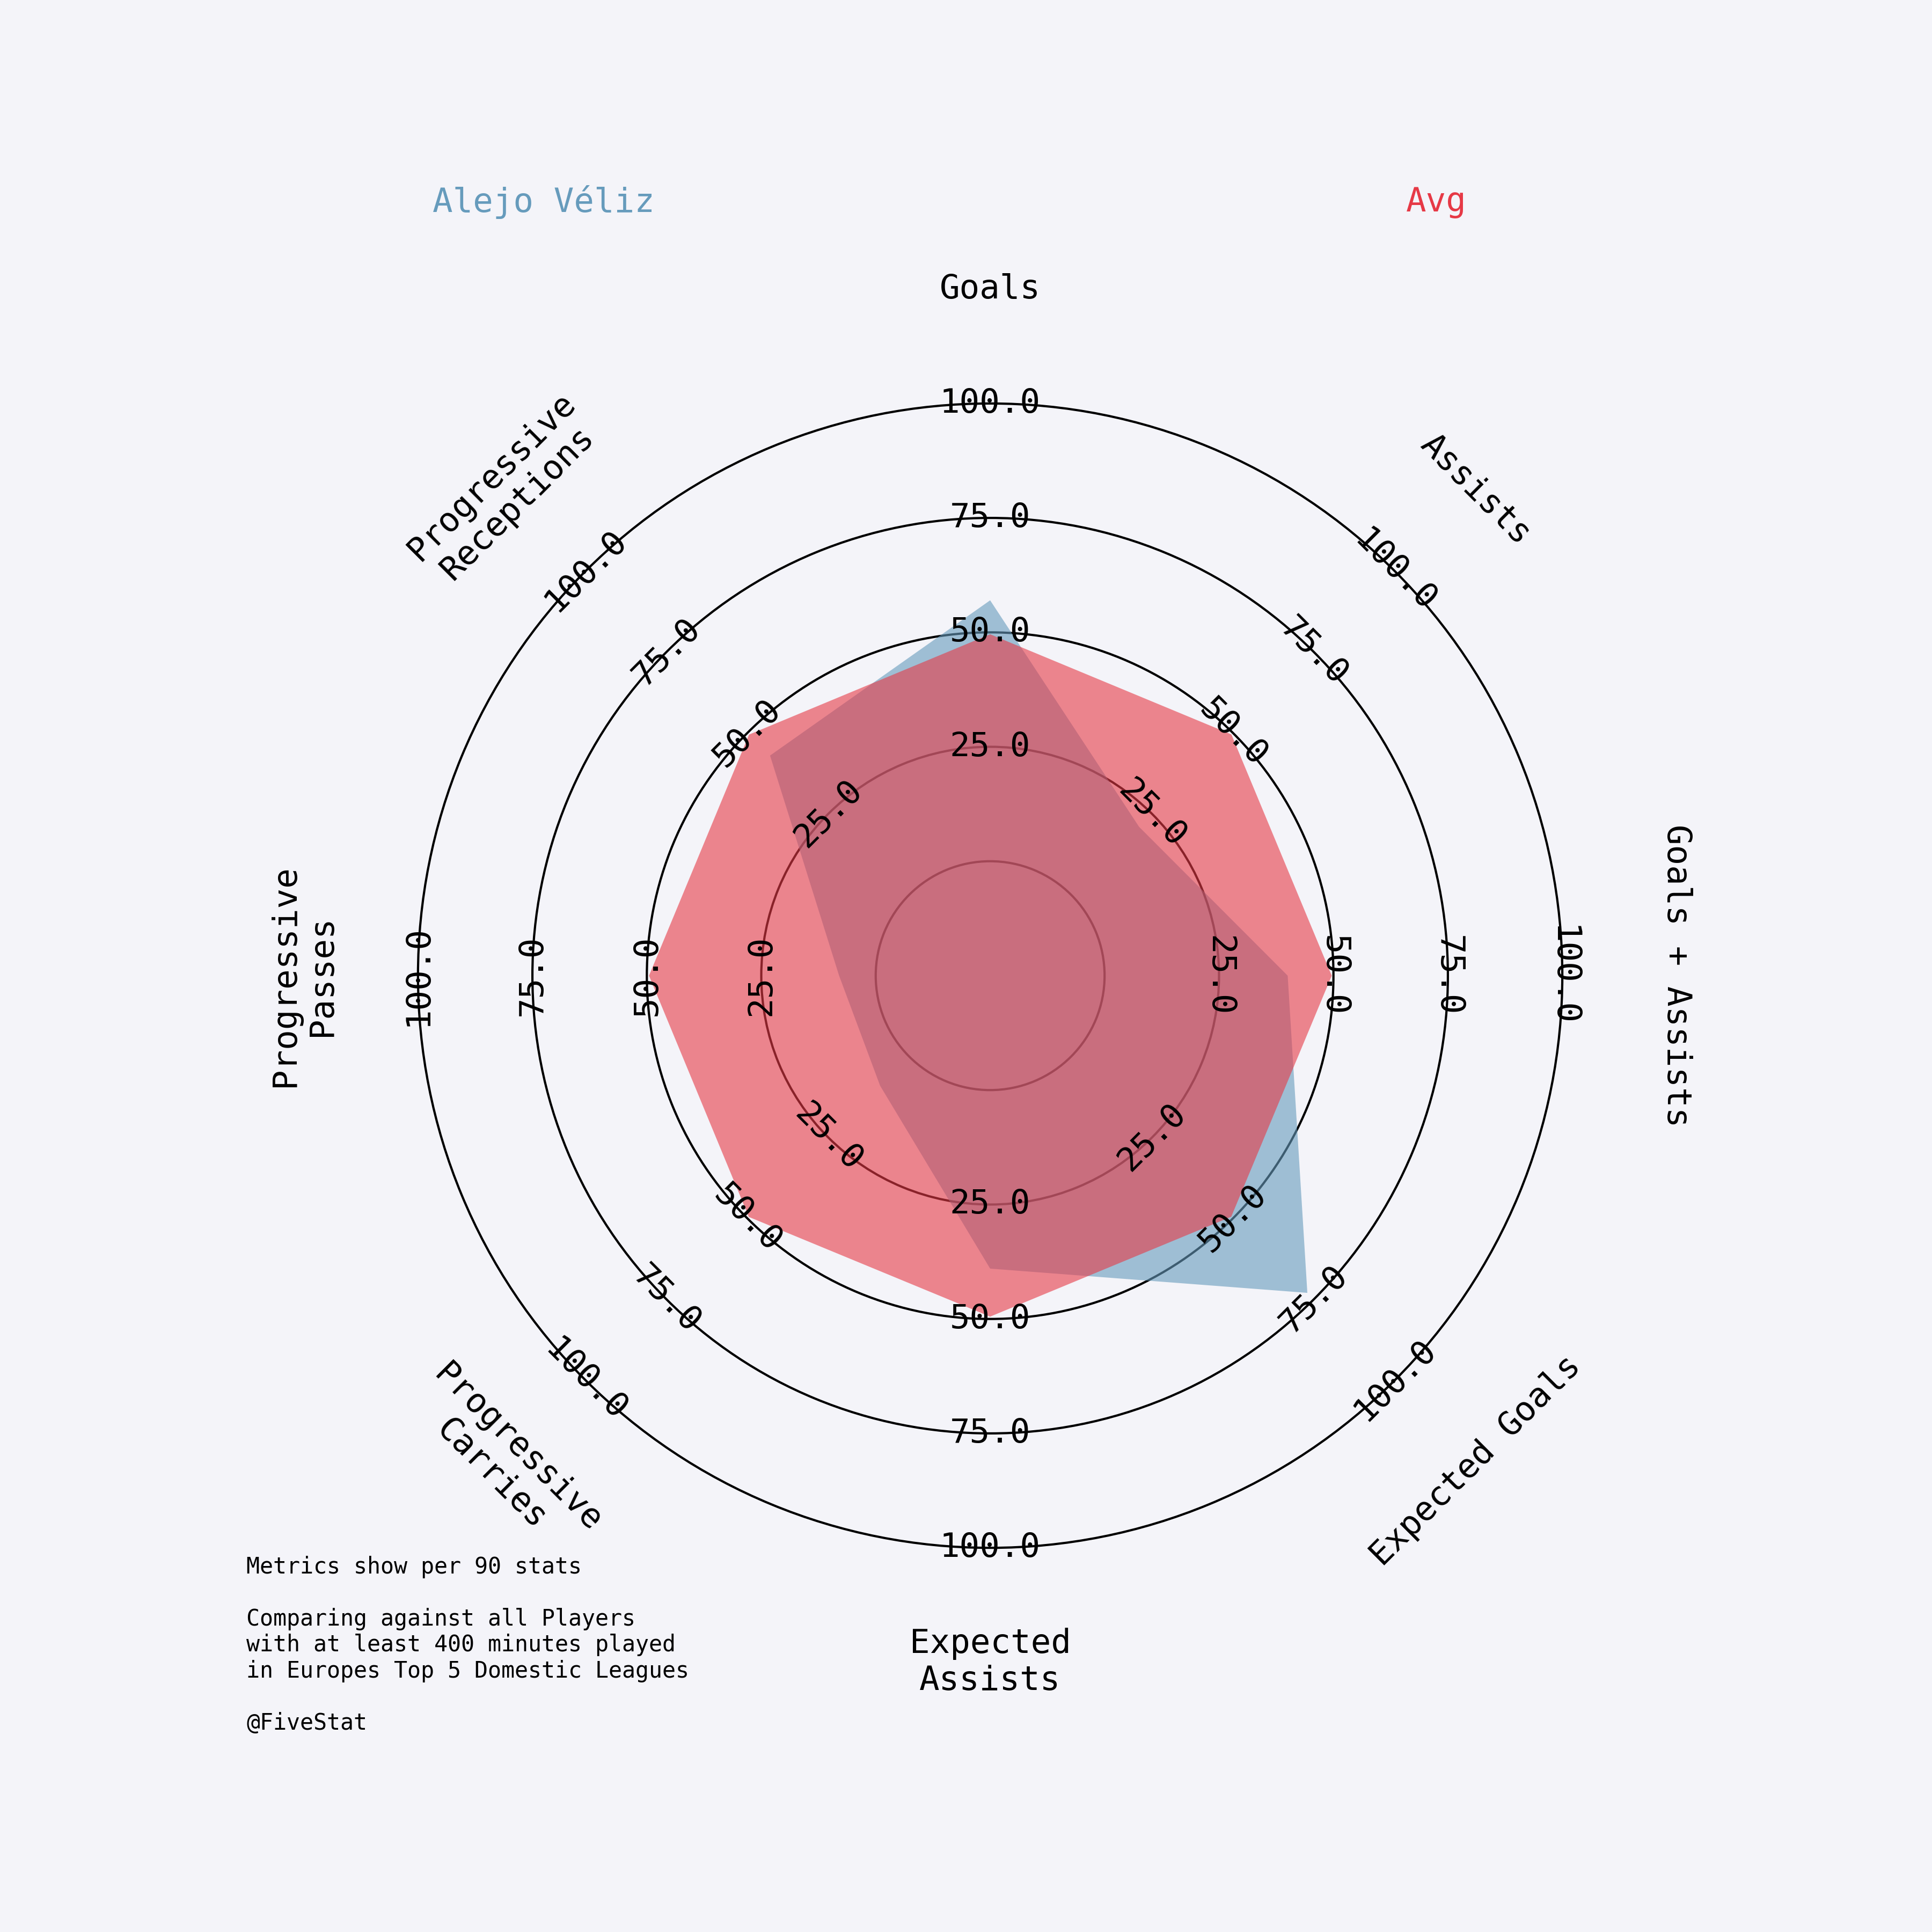 Alejo Véliz
Avg
Goals
Assists
Goals + Assists
Expected Goals
Expected
Assists
Progressive
Carries
Progressive
Passes
Progressive
Receptions
25.0
50.0
75.0
100.0
25.0
50.0
75.0
100.0
25.0
50.0
75.0
100.0
25.0
50.0
75.0
100.0
25.0
50.0
75.0
100.0
25.0
50.0
75.0
100.0
25.0
50.0
75.0
100.0
25.0
50.0
75.0
100.0
Metrics show per 90 stats
Comparing against all Players
with at least 400 minutes played
in Europes Top 5 Domestic Leagues
@FiveStat